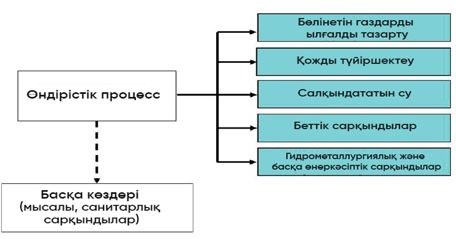 Бөлінетін газдарды
ылғалды тазарту
Қожды түйіршектеу
Өндірістік процесс
Салқындататын су
Беттік сарқындылар
Гидрометаллургиялық және
басқа өнеркәсіптік сарқындылар
Басқа көздері
(мысалы, санитарлық
сарқындылар)